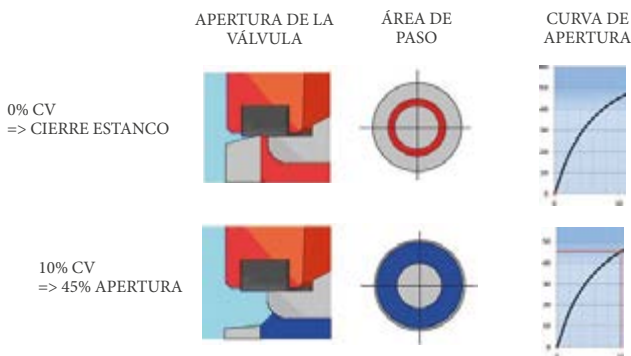 APERTURA DE LA
VÁLVULA
ÁREA DE
PASO
CURVA DE
APERTURA
0% CV
=> CIERRE ESTANCO
10% CV
=> 45% APERTURA